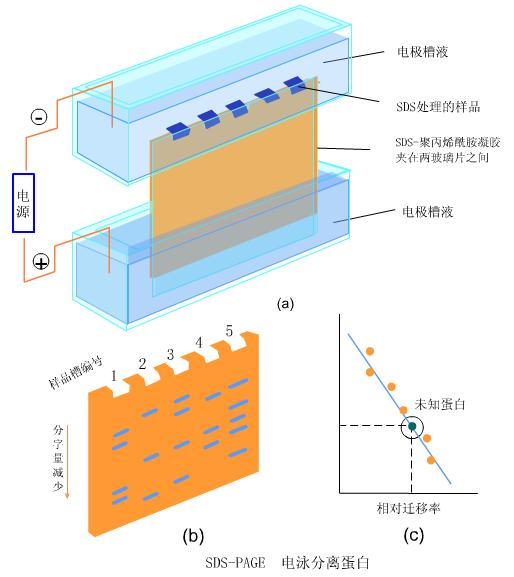 电极槽液
SDS处理的样品
SDS-聚丙烯酰胺凝胶
夹在两玻璃片之间
电极槽液
-
电源
+
(a)
样品槽编号
1 2 3 4 5
分子量减少
(b)
未知蛋白
相对迁移率
(c)
SDS-PAGE 电泳分离蛋白